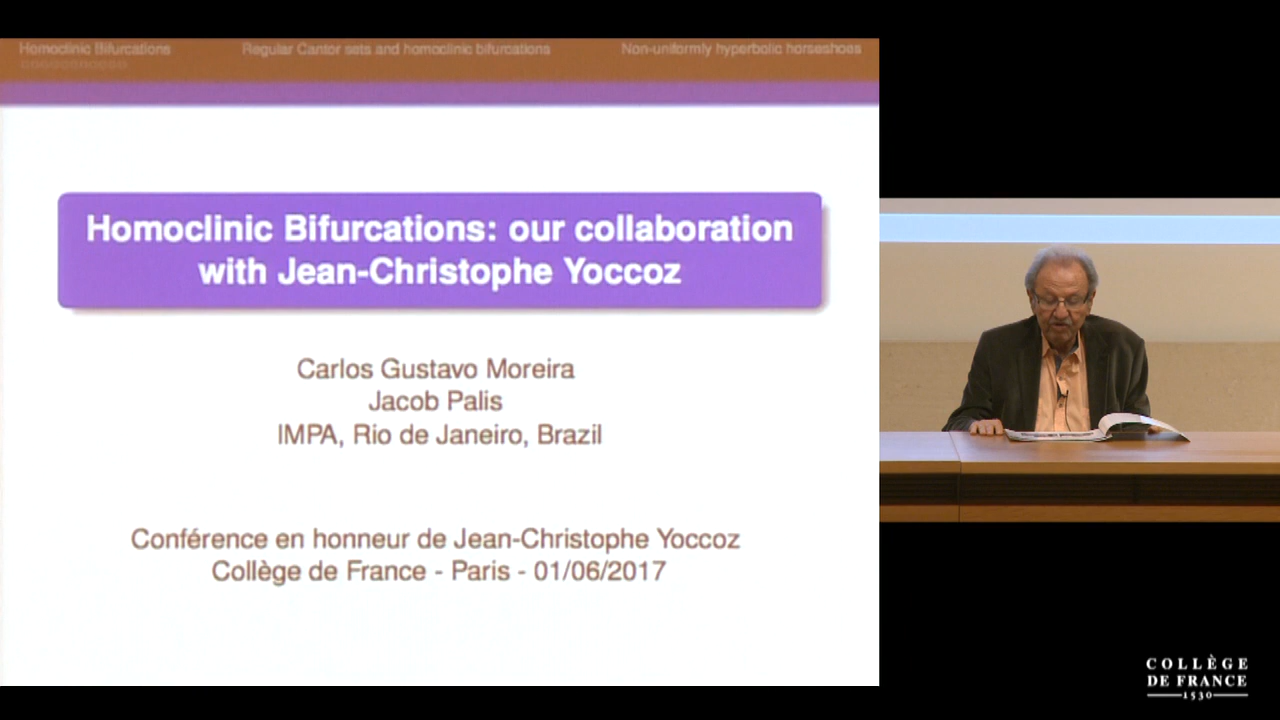 Homoclinic Bifurcations
Regular Cantor sets and homoclinic bifurcations
Non-uniformly hyperbolic horseshoes
Homoclinic Bifurcations: our collaboration
with Jean-Christophe Yoccoz
Carlos Gustavo Moreira
Jacob Palis
IMPA, Rio de Janeiro, Brazil
Conférence en honneur de Jean-Christophe Yoccoz
Collège de France - Paris - 01/06/2017
COLLÈGE
DE FRANCE
1530